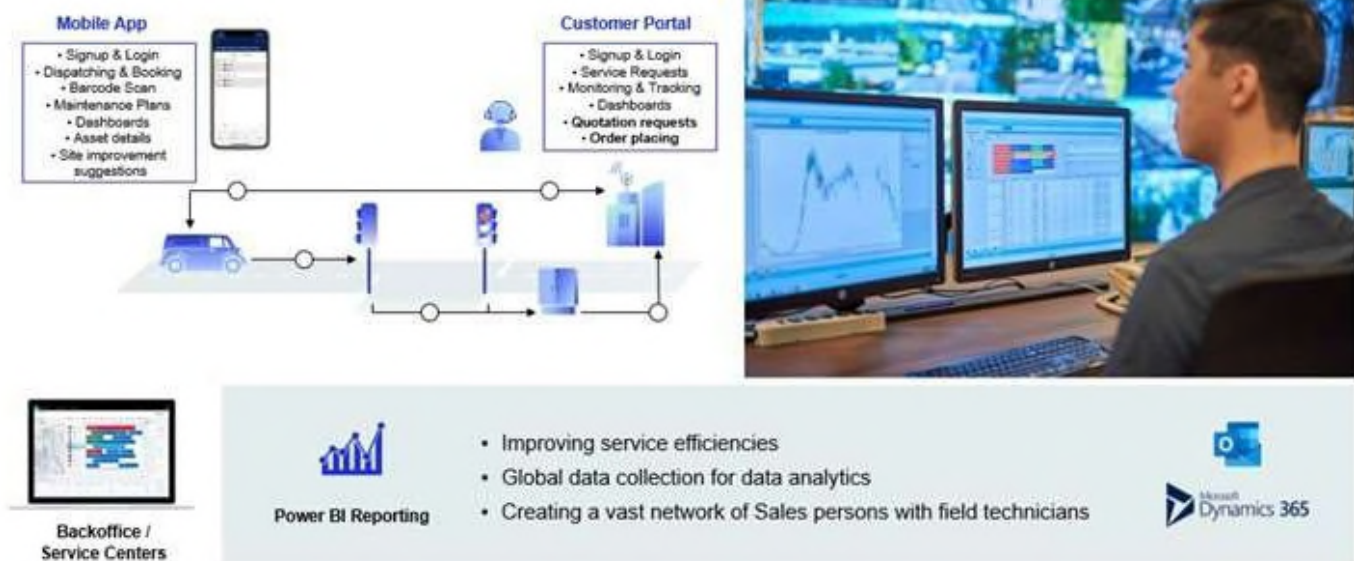 Mobile App
• Signup & Login
• Dispatching & Booking
• Barcode Scan
• Maintenance Plans
• Dashboards
• Asset details
• Site improvement
suggestions
Customer Portal
• Signup & Login
• Service Requests
• Monitoring & Tracking
• Dashboards
• Quotation requests
• Order placing
Backoffice /
Service Centers
Power BI Reporting
• Improving service efficiencies
• Global data collection for data analytics
• Creating a vast network of Sales persons with field technicians
O
Microsoft
Dynamics 365